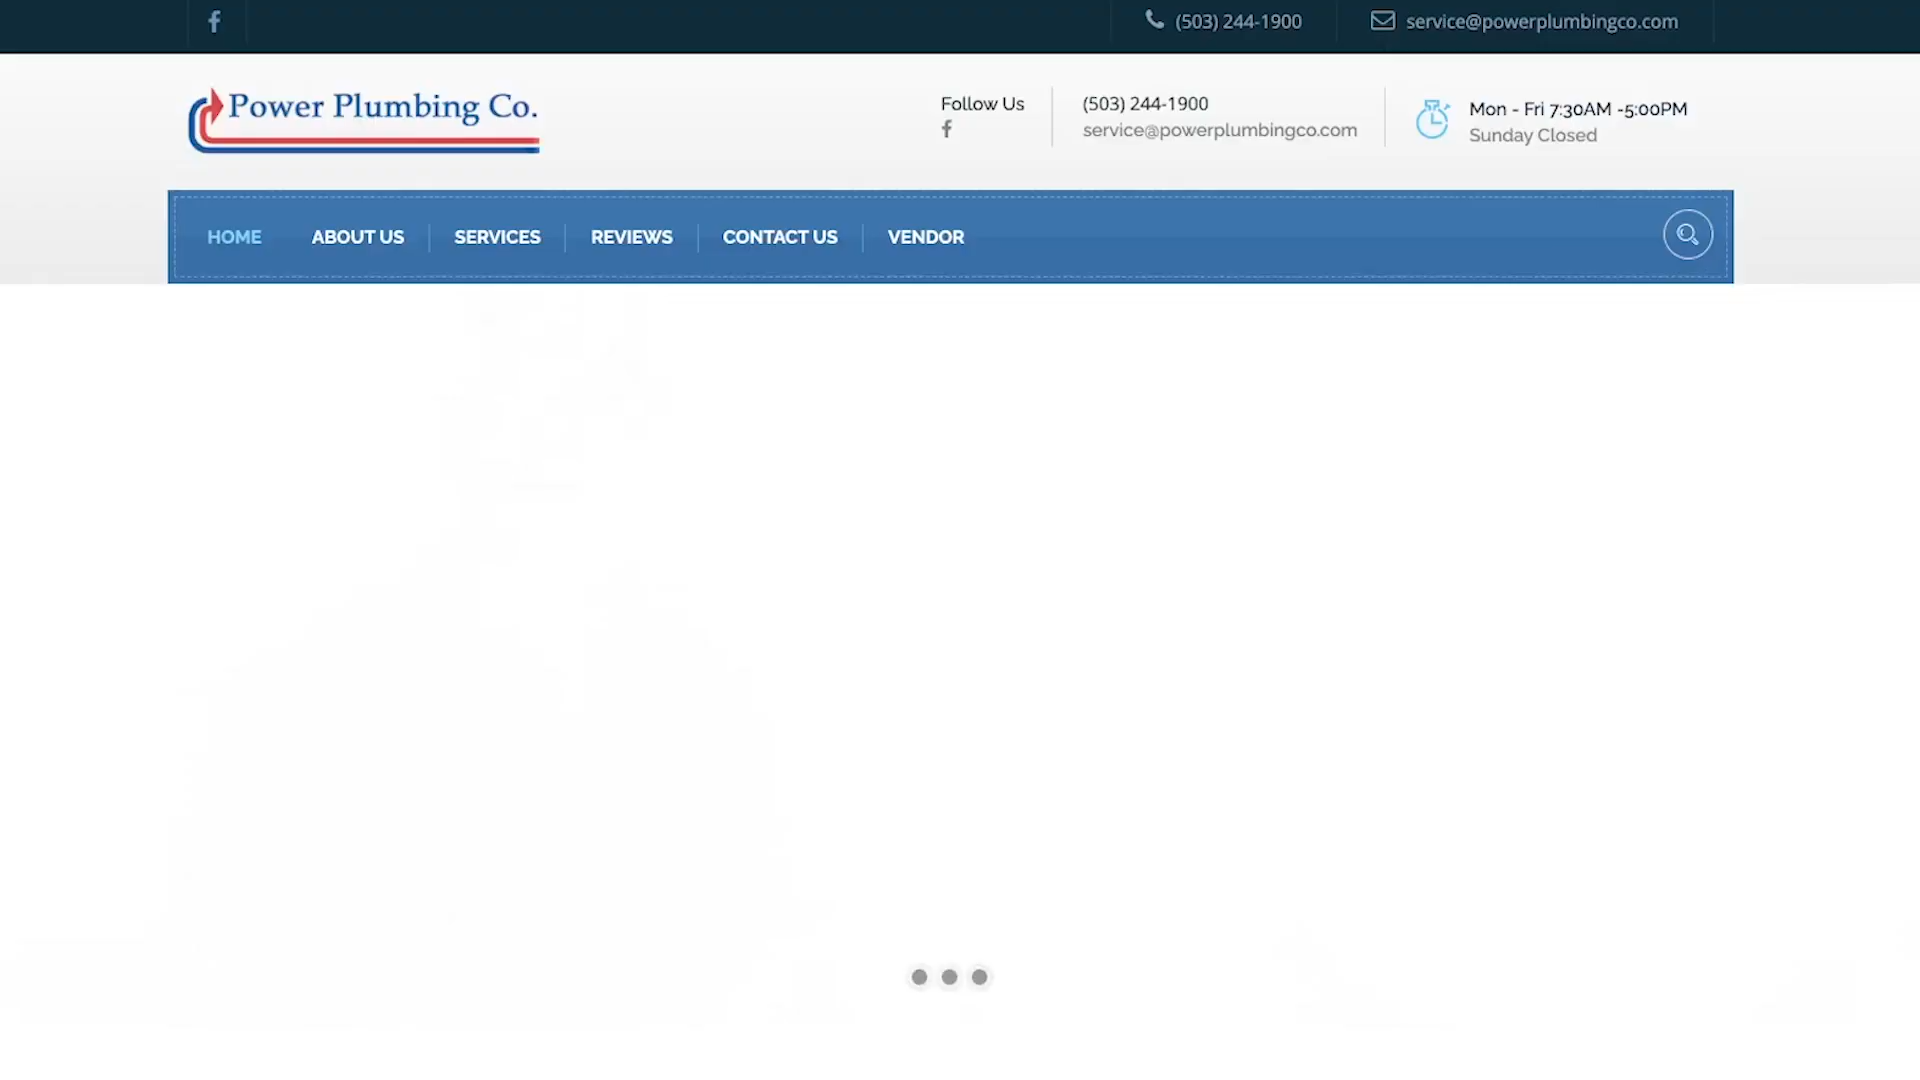 (503) 244-1900
service@powerplumbingco.com
Power Plumbing Co.
Follow Us
(503) 244-1900
service@powerplumbingco.com
Mon - Fri 7:30AM -5:00PM
Sunday Closed
HOME
ABOUT US
SERVICES
REVIEWS
CONTACT US
VENDOR